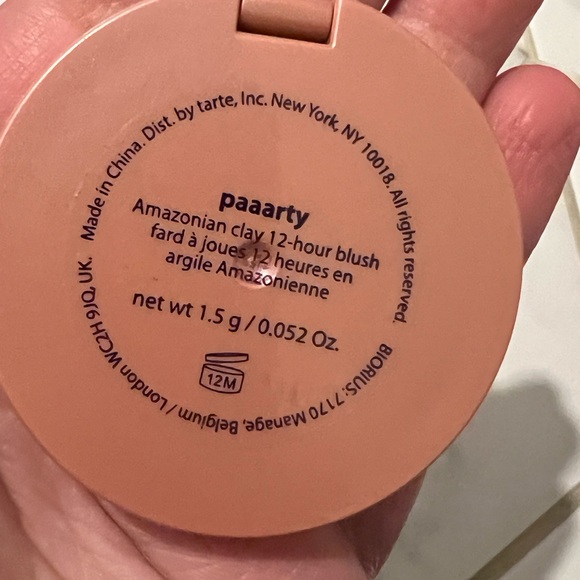 Made in China. Dist. by tarte, Inc. New York, NY 10018. All rights reserved.
paaarty
Amazonian clay 12-hour blush
fard à joues 12 heures en
argile Amazonienne
net wt 1.5 g / 0.052 Oz.
12M
BIORIUS: 7170 Manage, Belgium / London WC2H 9JQ, UK.